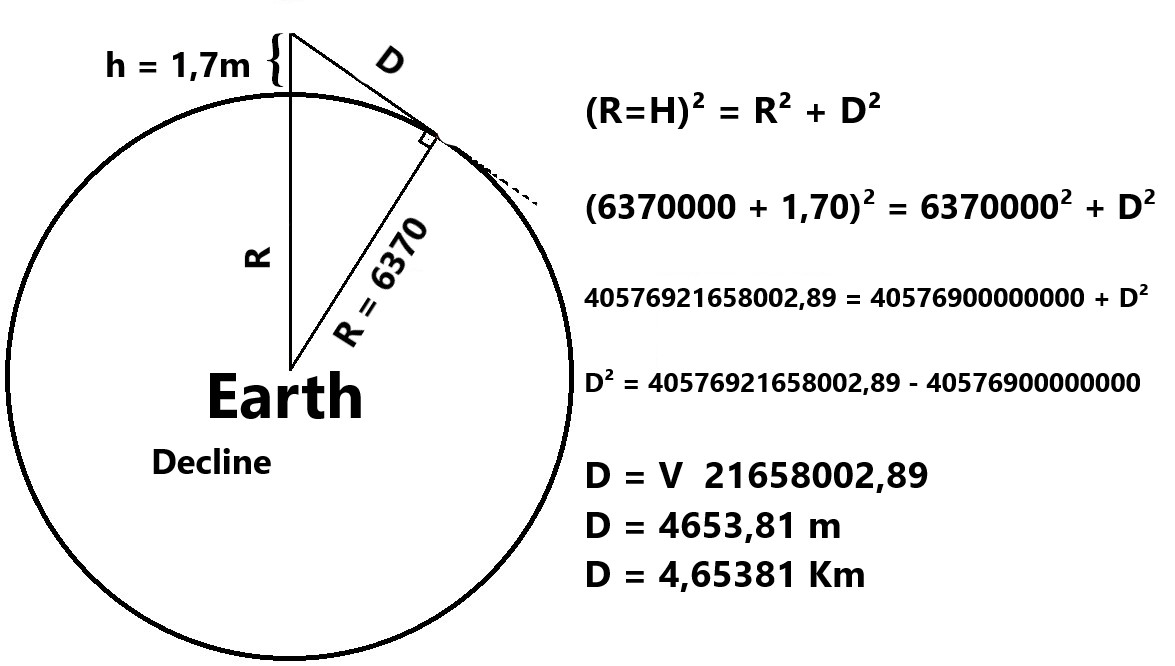 h = 1,7m {
D
R
R = 6370
Earth
Decline
(R=H)² = R² + D²
(6370000 + 1,70)² = 6370000² + D²
40576921658002,89 = 40576900000000 + D²
D² = 40576921658002,89 - 40576900000000
D = V 21658002,89
D = 4653,81 m
D = 4,65381 Km